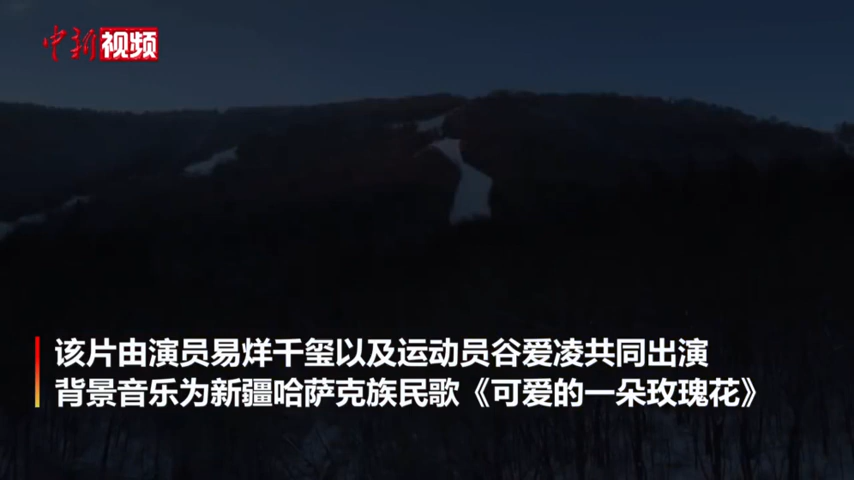 中新视频
该片由演员易烊千玺以及运动员谷爱凌共同出演
背景音乐为新疆哈萨克族民歌《可爱的一朵玫瑰花》